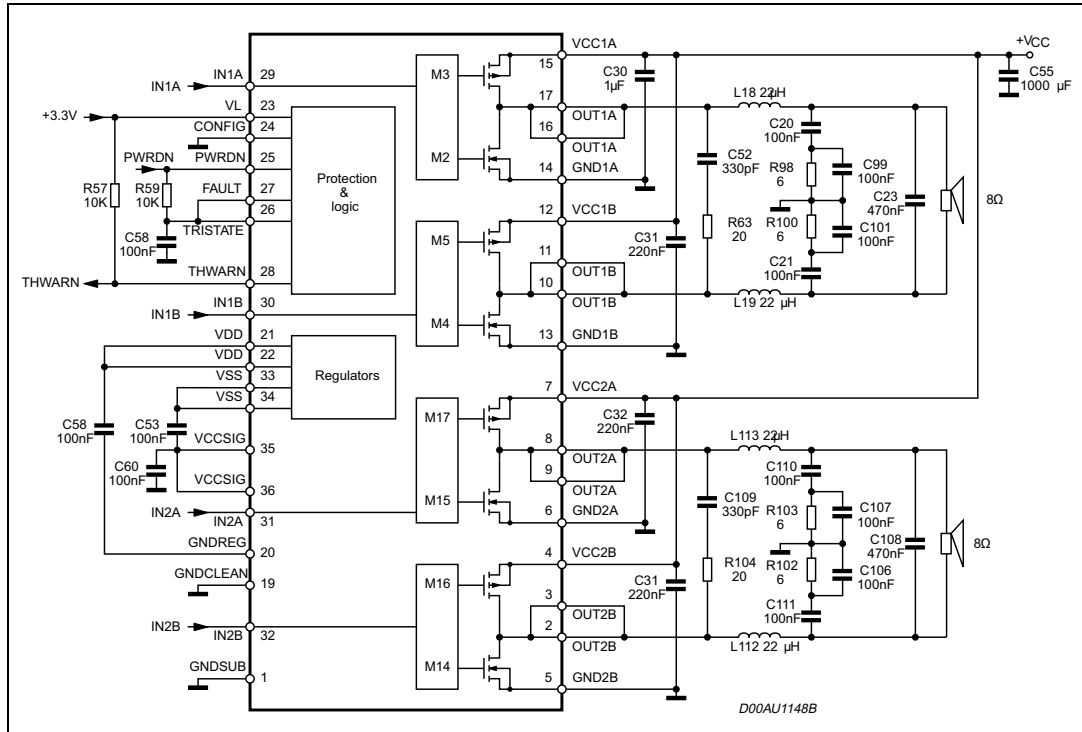 +VCC
C55
1000 µF
VCC1A
15
M3
C30
1µF
IN1A
IN1A
29
L18 22µH
17
OUT1A
16
OUT1A
C20
100nF
+3.3V
VL
23
CONFIG
24
PWRDN
PWRDN
25
FAULT
27
26
TRISTATE
R57
10K
R59
10K
C58
100nF
Protection
&
logic
M2
14
GND1A
C52
330pF
R98
6
C99
100nF
C23
470nF
8Ω
12
VCC1B
M5
C31
220nF
R63
20
R100
6
C101
100nF
11
OUT1B
10
OUT1B
C21
100nF
L19 22 µH
THWARN
THWARN
28
IN1B
IN1B
30
M4
13
GND1B
VDD
21
VDD
22
VSS
33
VSS
34
Regulators
C58
100nF
C53
100nF
VCCSIG
35
C60
100nF
VCCSIG
36
7
VCC2A
M17
C32
220nF
L113 22µH
8
OUT2A
9
OUT2A
C110
100nF
M15
IN2A
IN2A
31
6
GND2A
C109
330pF
R103
6
C107
100nF
C108
470nF
8Ω
GNDREG
20
GNDCLEAN
19
4
VCC2B
M16
C31
220nF
R104
20
R102
6
C106
100nF
3
OUT2B
2
OUT2B
C111
100nF
L112 22 µH
IN2B
IN2B
32
M14
GNDSUB
1
5
GND2B
D00AU1148B